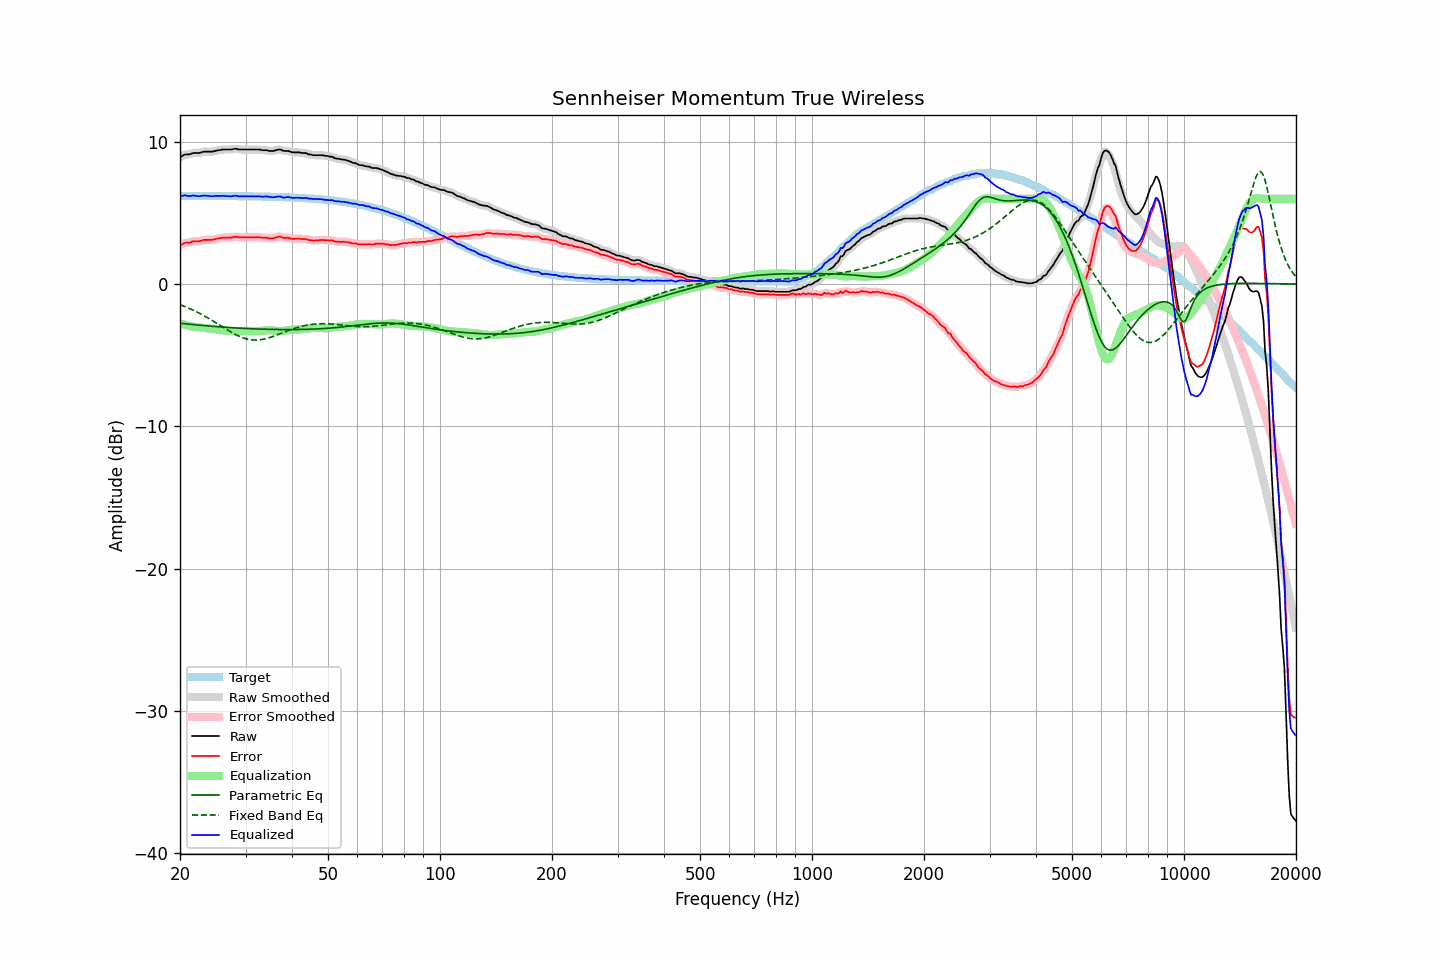 Sennheiser Momentum True Wireless
10
0
−10
−20
−30
−40
Amplitude (dBr)
Target
Raw Smoothed
Error Smoothed
Raw
Error
Equalization
Parametric Eq
Fixed Band Eq
Equalized
20 50 100 200 500 1000 2000 5000 10000 20000
Frequency (Hz)